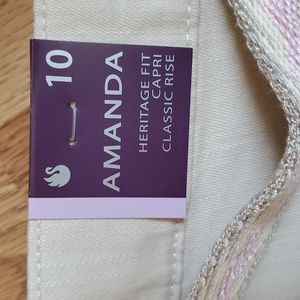 10
AMANDA
HERITAGE FIT
CAPRI
CLASSIC RISE